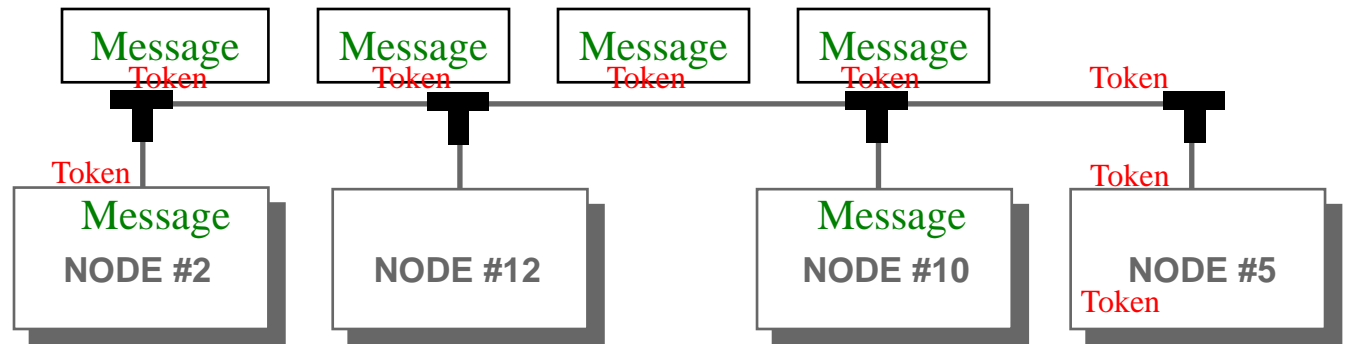 Message Message Message Message
Token Token Token Token Token
Token Token
Message Message
NODE #2 NODE #12 NODE #10 NODE #5
Token